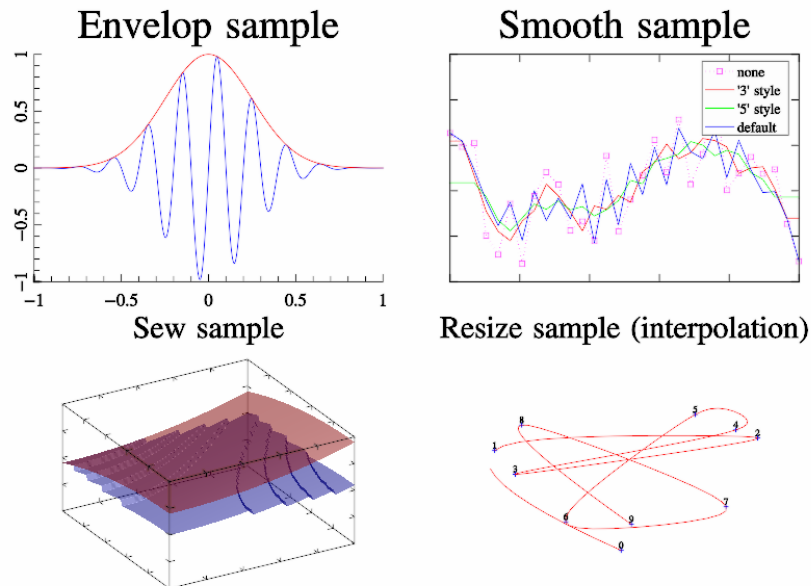 Envelop sample
Smooth sample
1
0.5
0
−0.5
−1
−1 −0.5 0 0.5 1
none
'3' style
'5' style
default
Sew sample
Resize sample (interpolation)
8
5
4
2
1
3
7
6
9
0